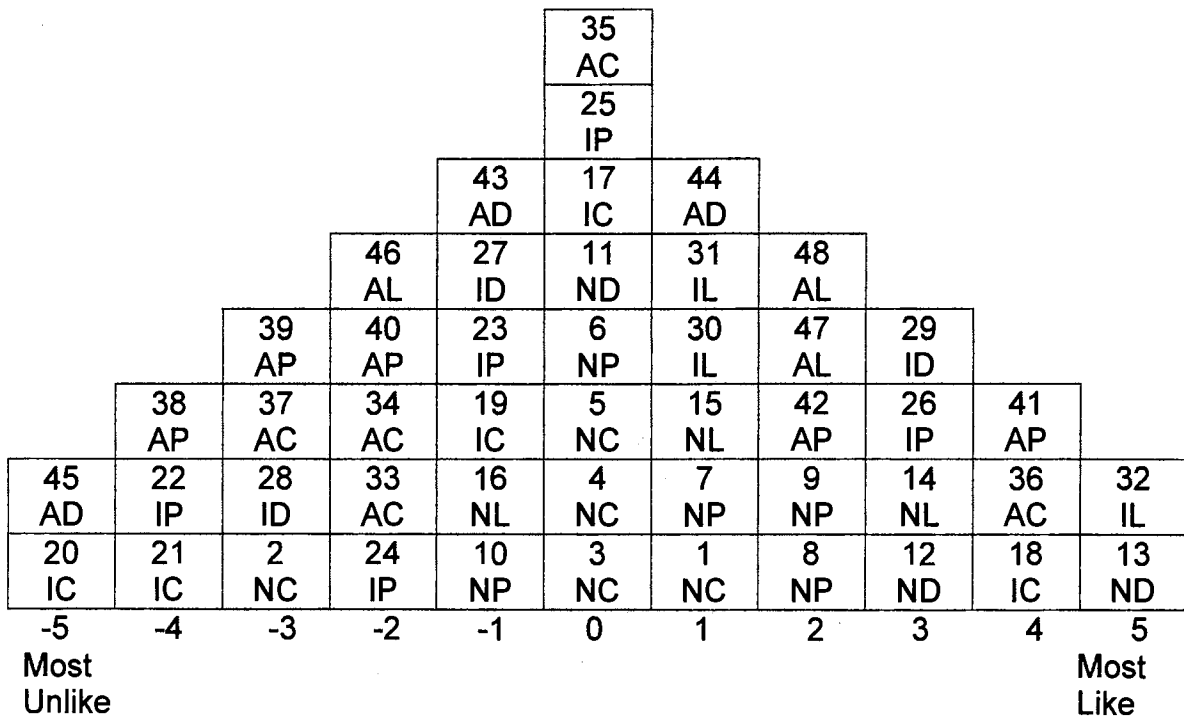 35
AC
25
IP
43 17 44
AD IC AD
46 27 11 31 48
AL ID ND IL AL
39 40 23 6 30 47 29
AP AP IP NP IL AL ID
38 37 34 19 5 15 42 26 41
AP AC AC IC NC NL AP IP AP
45 22 28 33 16 4 7 9 14 36 32
AD IP ID AC NL NC NP NP NL AC IL
20 21 2 24 10 3 1 8 12 18 13
IC IC NC IP NP NC NC NP ND IC ND
-5 -4 -3 -2 -1 0 1 2 3 4 5
Most Most
Unlike Like